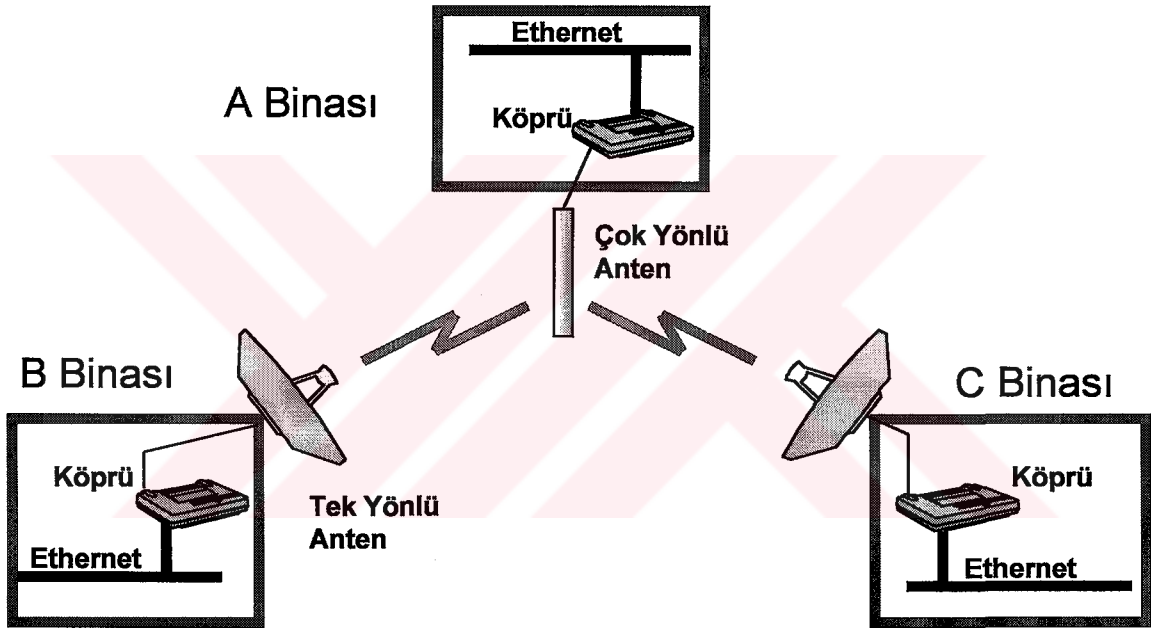 Ethernet
A Binası
Köprü
Çok Yönlü
Anten
B Binası
C Binası
Köprü
Köprü
Tek Yönlü
Anten
Ethernet
Ethernet